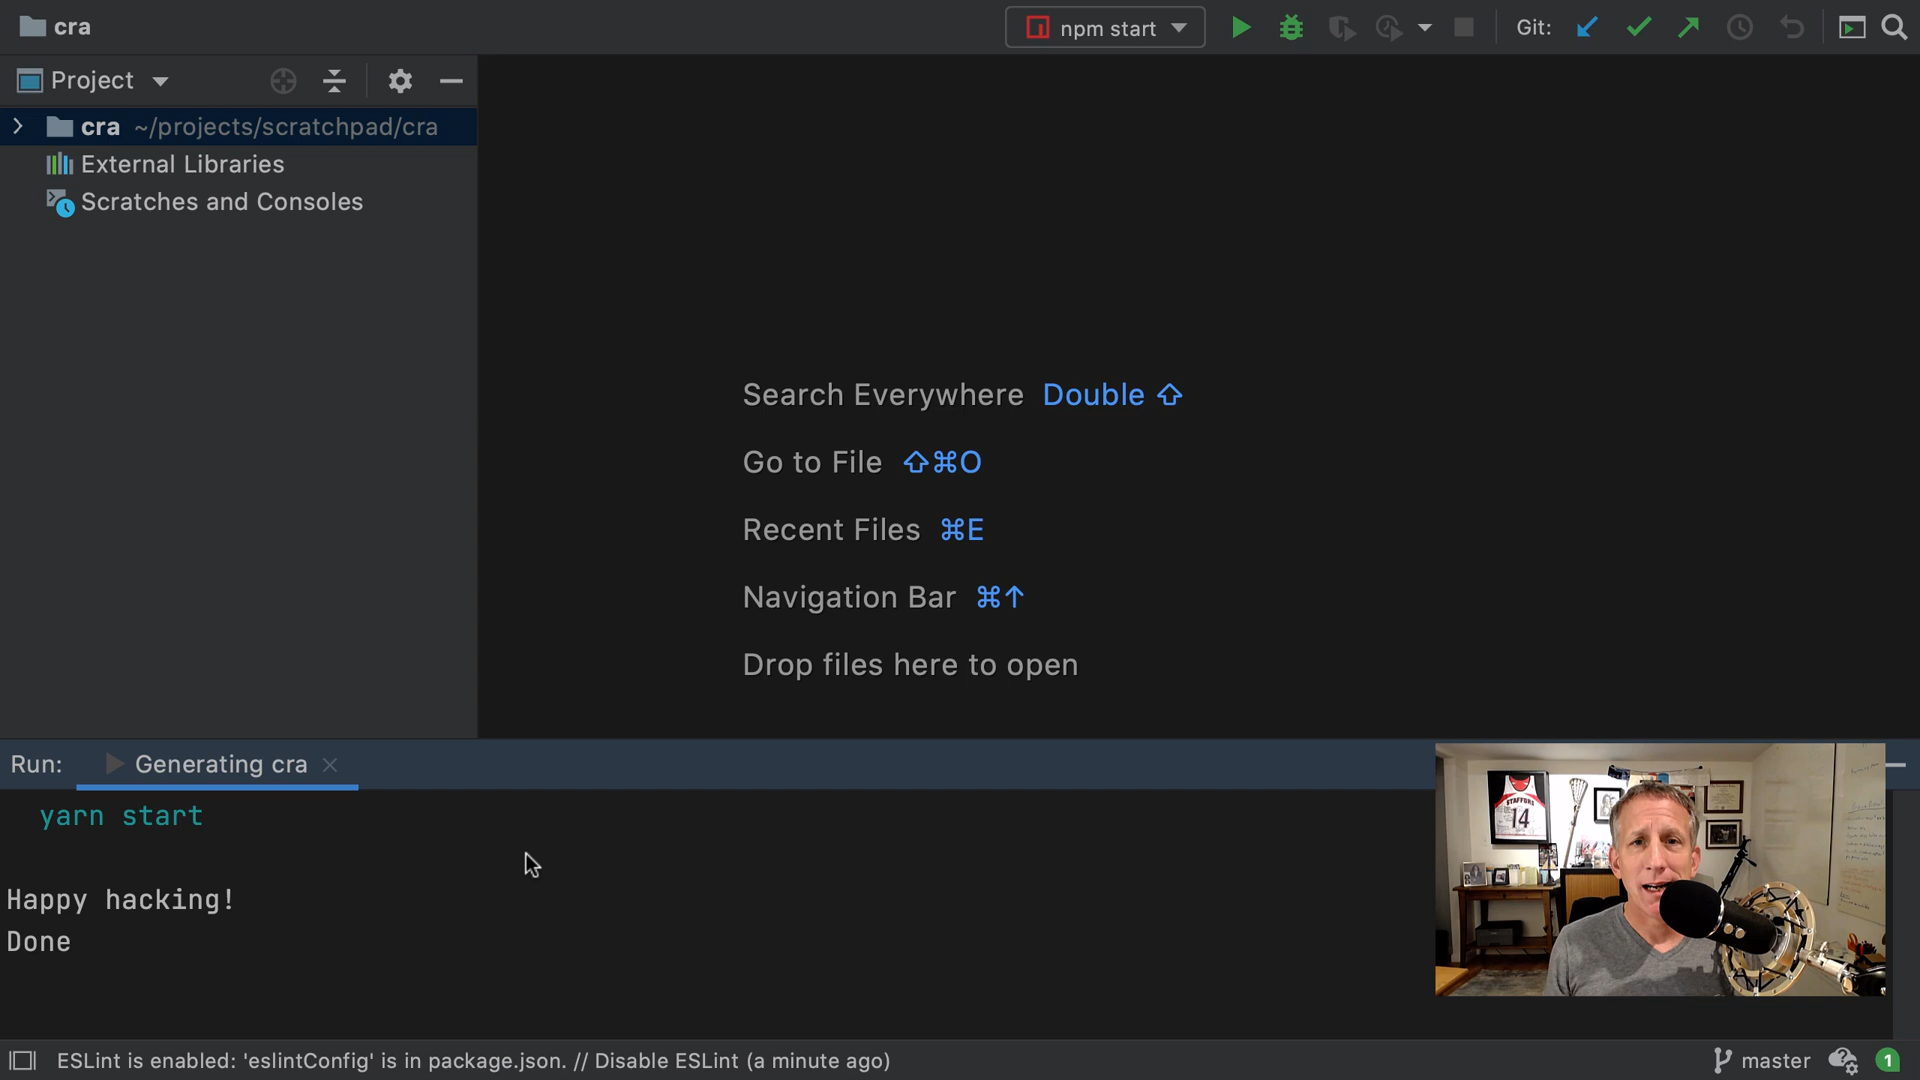 cra
npm start
Git:
Project
cra ~/projects/scratchpad/cra
External Libraries
Scratches and Consoles
Search Everywhere Double ⇧
Go to File ⇧⌘O
Recent Files ⌘E
Navigation Bar ⌘↑
Drop files here to open
Run: Generating cra
yarn start
Happy hacking!
Done
STAFFORD
14
ESLint is enabled: 'eslintConfig' is in package.json. // Disable ESLint (a minute ago)
master
1